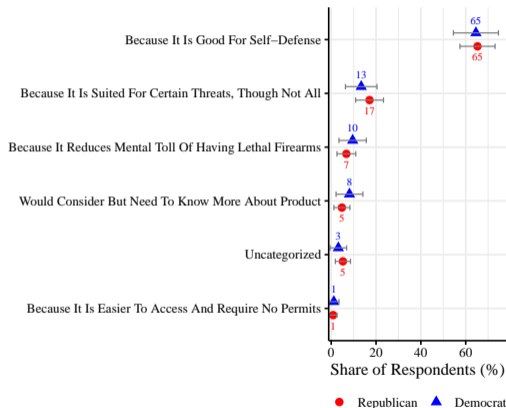 65
Because It Is Good For Self−Defense
65
13
Because It Is Suited For Certain Threats, Though Not All
17
10
Because It Reduces Mental Toll Of Having Lethal Firearms
7
8
Would Consider But Need To Know More About Product
5
3
Uncategorized
5
1
Because It Is Easier To Access And Require No Permits
1
0 20 40 60
Share of Respondents (%)
Republican Democrat